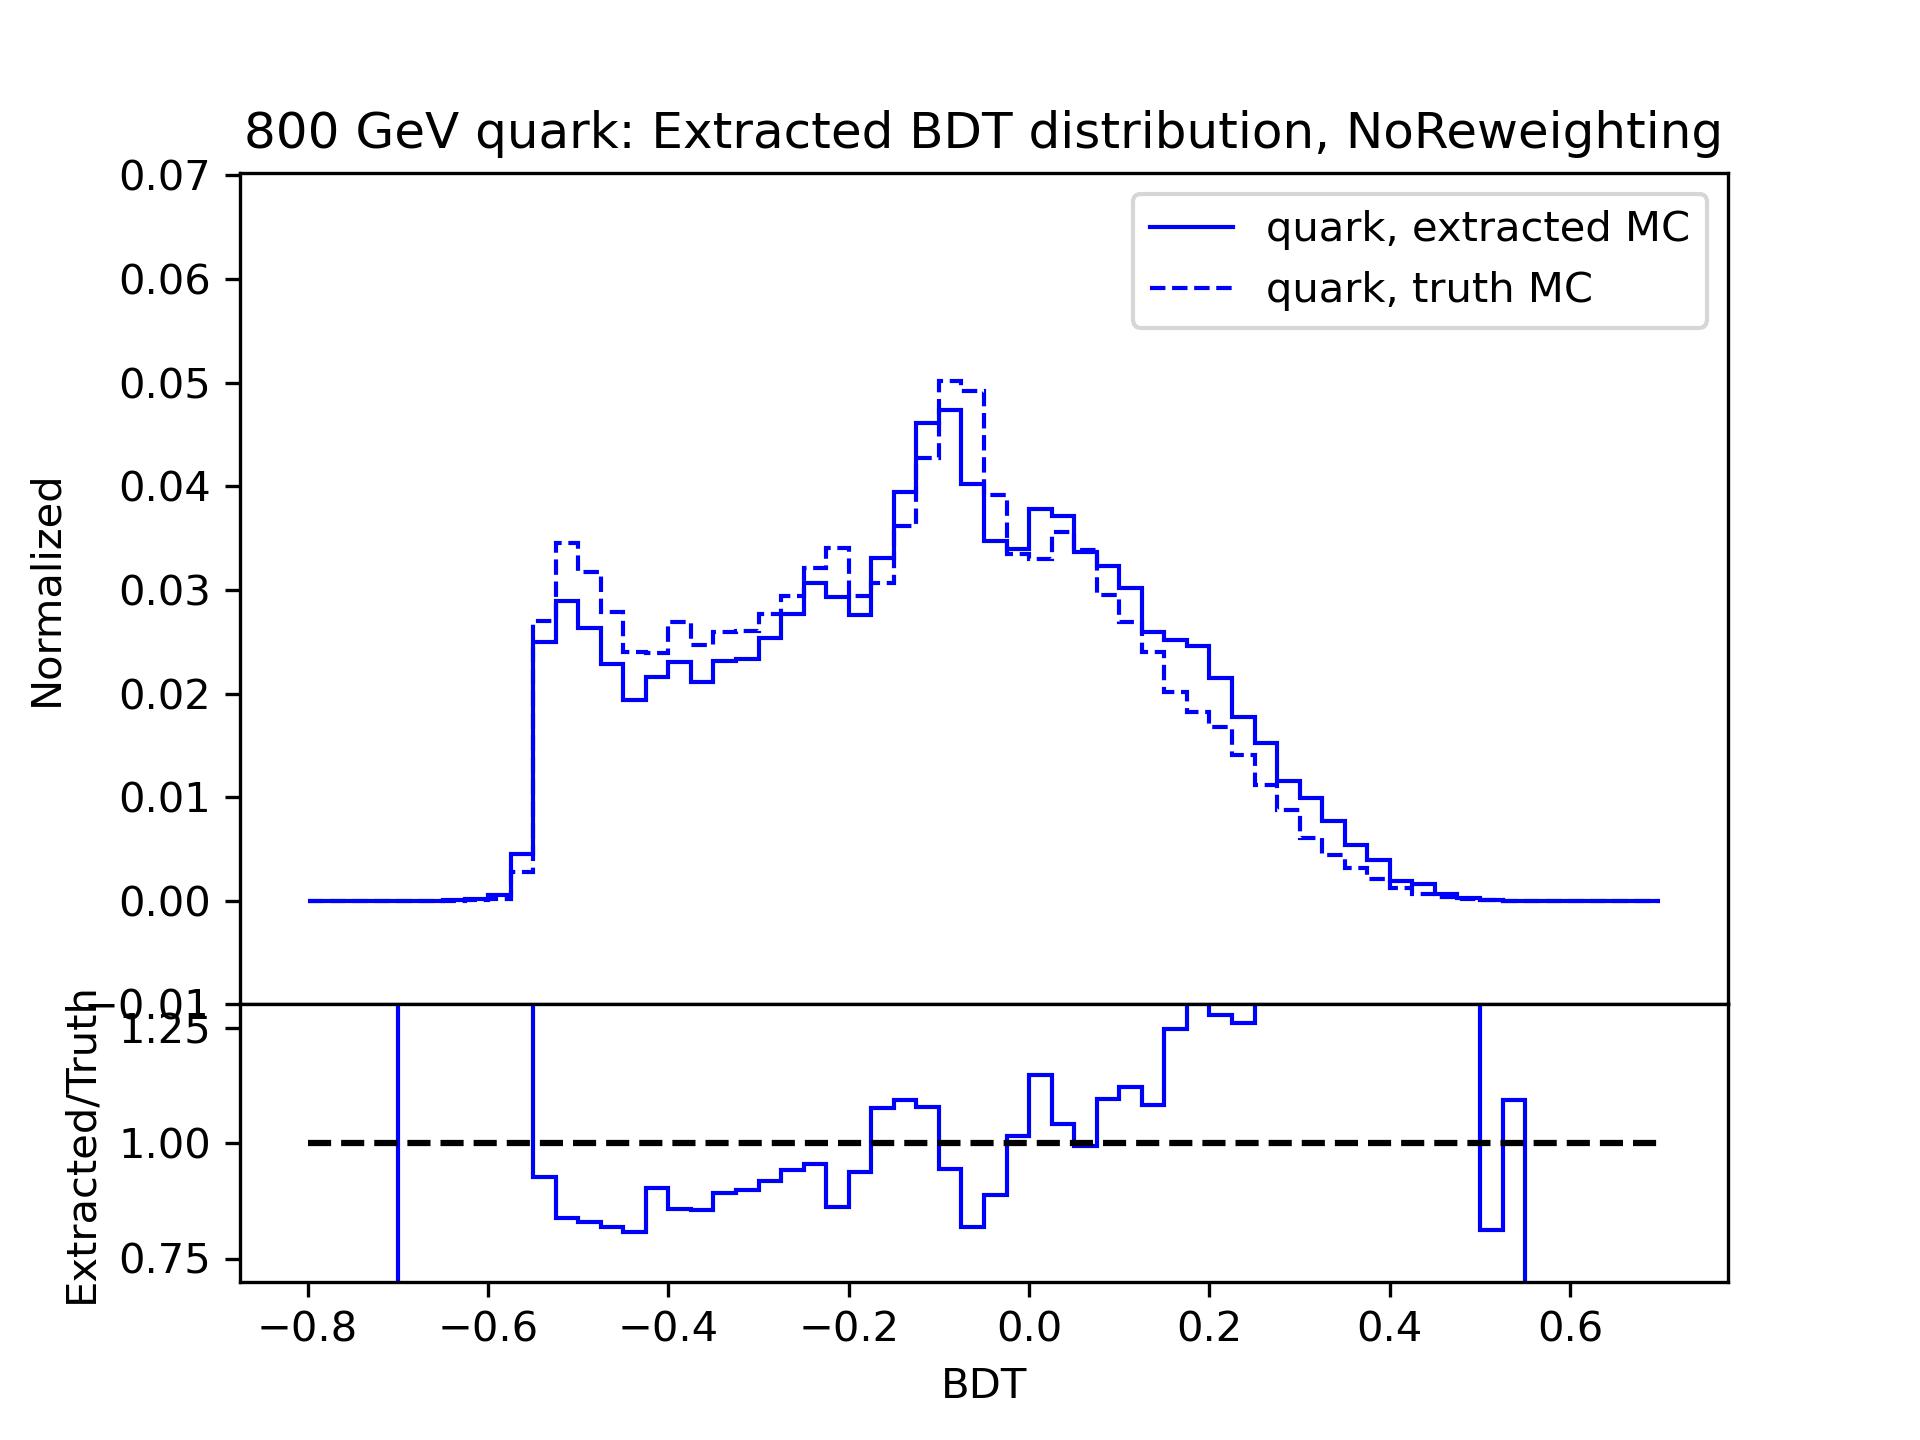 800 GeV quark: Extracted BDT distribution, NoReweighting
quark, extracted MC
quark, truth MC
Normalized
0.07
0.06
0.05
0.04
0.03
0.02
0.01
0.00
−0.01
Extracted/Truth
1.25
1.00
0.75
−0.8 −0.6 −0.4 −0.2 0.0 0.2 0.4 0.6
BDT